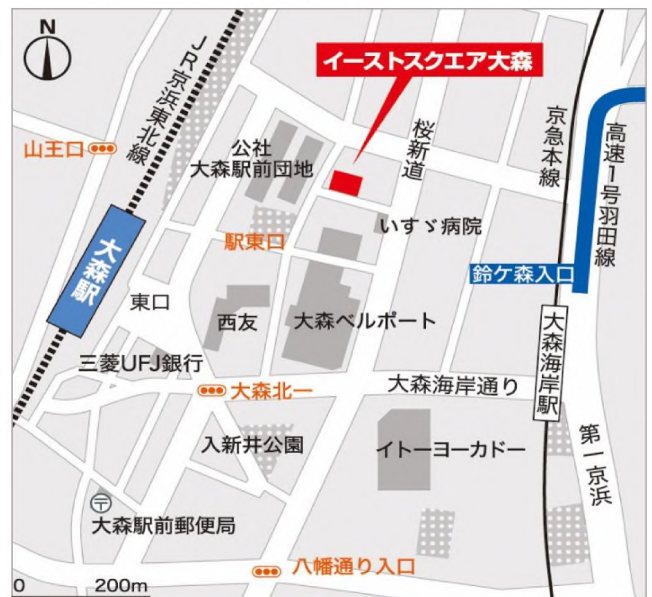 N
イーストスクエア大森
JR京浜東北線
山王口
公社
大森駅前団地
桜新道
京急本線
高速1号羽田線
いすゞ病院
駅東口
鈴ケ森入口
大森駅
東口
西友
大森ベルポート
大森海岸駅
三菱UFJ銀行
大森北一
大森海岸通り
入新井公園
イトーヨーカドー
第一京浜
〒
大森駅前郵便局
八幡通り入口
0 200m